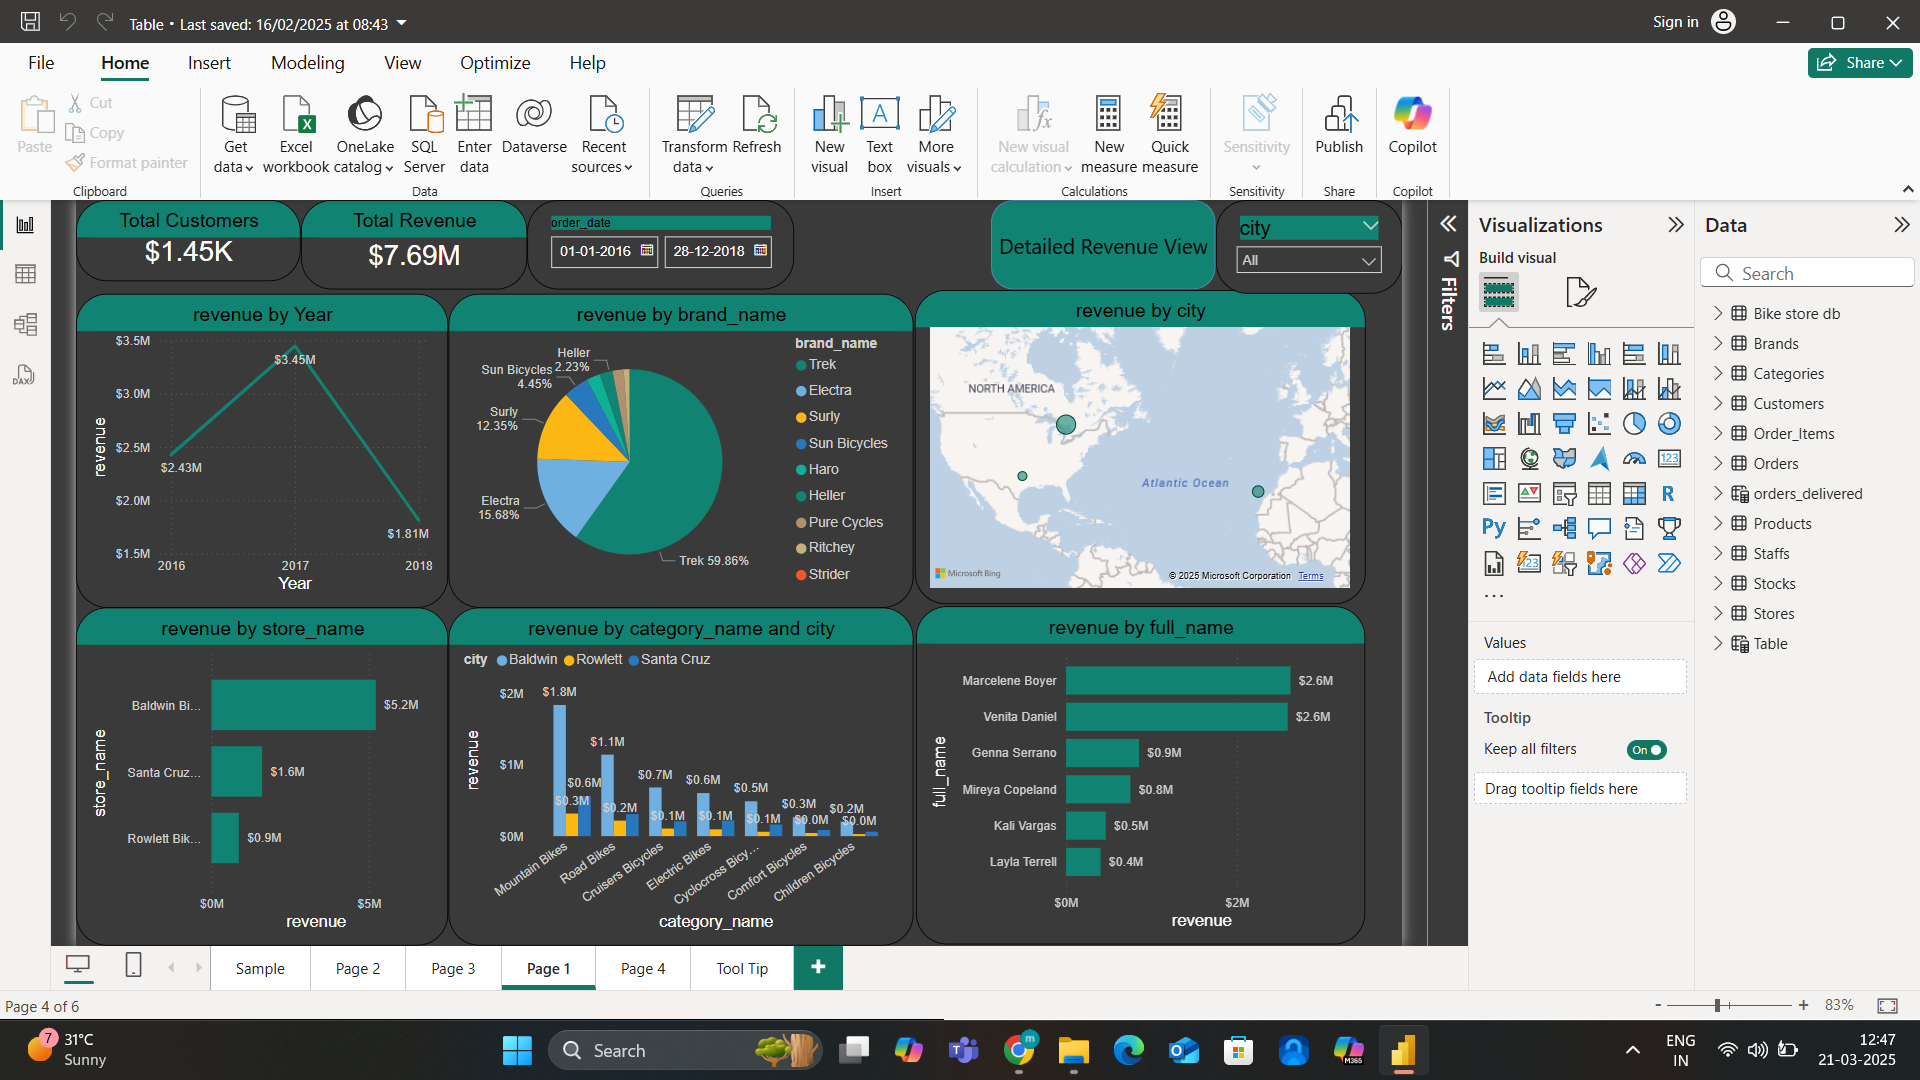 Table • Last saved: 16/02/2025 at 08:43
Sign in
File Home Insert Modeling View Optimize Help
Share
Paste
Cut
Copy
Format painter
Clipboard
Get data
Excel workbook
OneLake catalog
SQL Server
Enter data
Dataverse
Recent sources
Data
Transform data
Refresh
Queries
New visual
Text box
More visuals
Insert
New visual calculation
New measure
Quick measure
Calculations
Sensitivity
Sensitivity
Publish
Share
Copilot
Copilot
DAX
Total Customers
$1.45K
Total Revenue
$7.69M
order_date
01-01-2016
28-12-2018
Detailed Revenue View
city
All
revenue by Year
$3.5M
$3.0M
$2.5M
$2.0M
$1.5M
$2.43M
$3.45M
$1.81M
2016 2017 2018
Year
revenue
revenue by brand_name
Heller
2.23%
Sun Bicycles
4.45%
Surly
12.35%
Electra
15.68%
Trek 59.86%
brand_name
Trek
Electra
Surly
Sun Bicycles
Haro
Heller
Pure Cycles
Ritchey
Strider
revenue by city
NORTH AMERICA
Atlantic Ocean
Microsoft Bing
© 2025 Microsoft Corporation Terms
revenue by store_name
store_name
Baldwin Bi... $5.2M
Santa Cruz... $1.6M
Rowlett Bik... $0.9M
$0M $5M
revenue
revenue by category_name and city
city Baldwin Rowlett Santa Cruz
revenue
$2M
$1M
$0M
$1.8M
$0.3M
$0.6M
$1.1M
$0.2M
$0.7M
$0.1M
$0.6M
$0.1M
$0.5M
$0.1M
$0.3M
$0.0M
$0.2M
$0.0M
Mountain Bikes
Road Bikes
Cruisers Bicycles
Electric Bikes
Cyclocross Bicy...
Comfort Bicycles
Children Bicycles
category_name
revenue by full_name
full_name
Marcelene Boyer $2.6M
Venita Daniel $2.6M
Genna Serrano $0.9M
Mireya Copeland $0.8M
Kali Vargas $0.5M
Layla Terrell $0.4M
$0M $2M
revenue
Filters
Visualizations
Build visual
123
R
Py
123
...
Values
Add data fields here
Tooltip
Keep all filters
On
Drag tooltip fields here
Data
Search
Bike store db
Brands
Categories
Customers
Order_Items
Orders
orders_delivered
Products
Staffs
Stocks
Stores
Table
Sample Page 2 Page 3 Page 1 Page 4 Tool Tip +
Page 4 of 6
- + 83%
7
31°C
Sunny
Search
m
M365
ENG
IN
12:47
21-03-2025